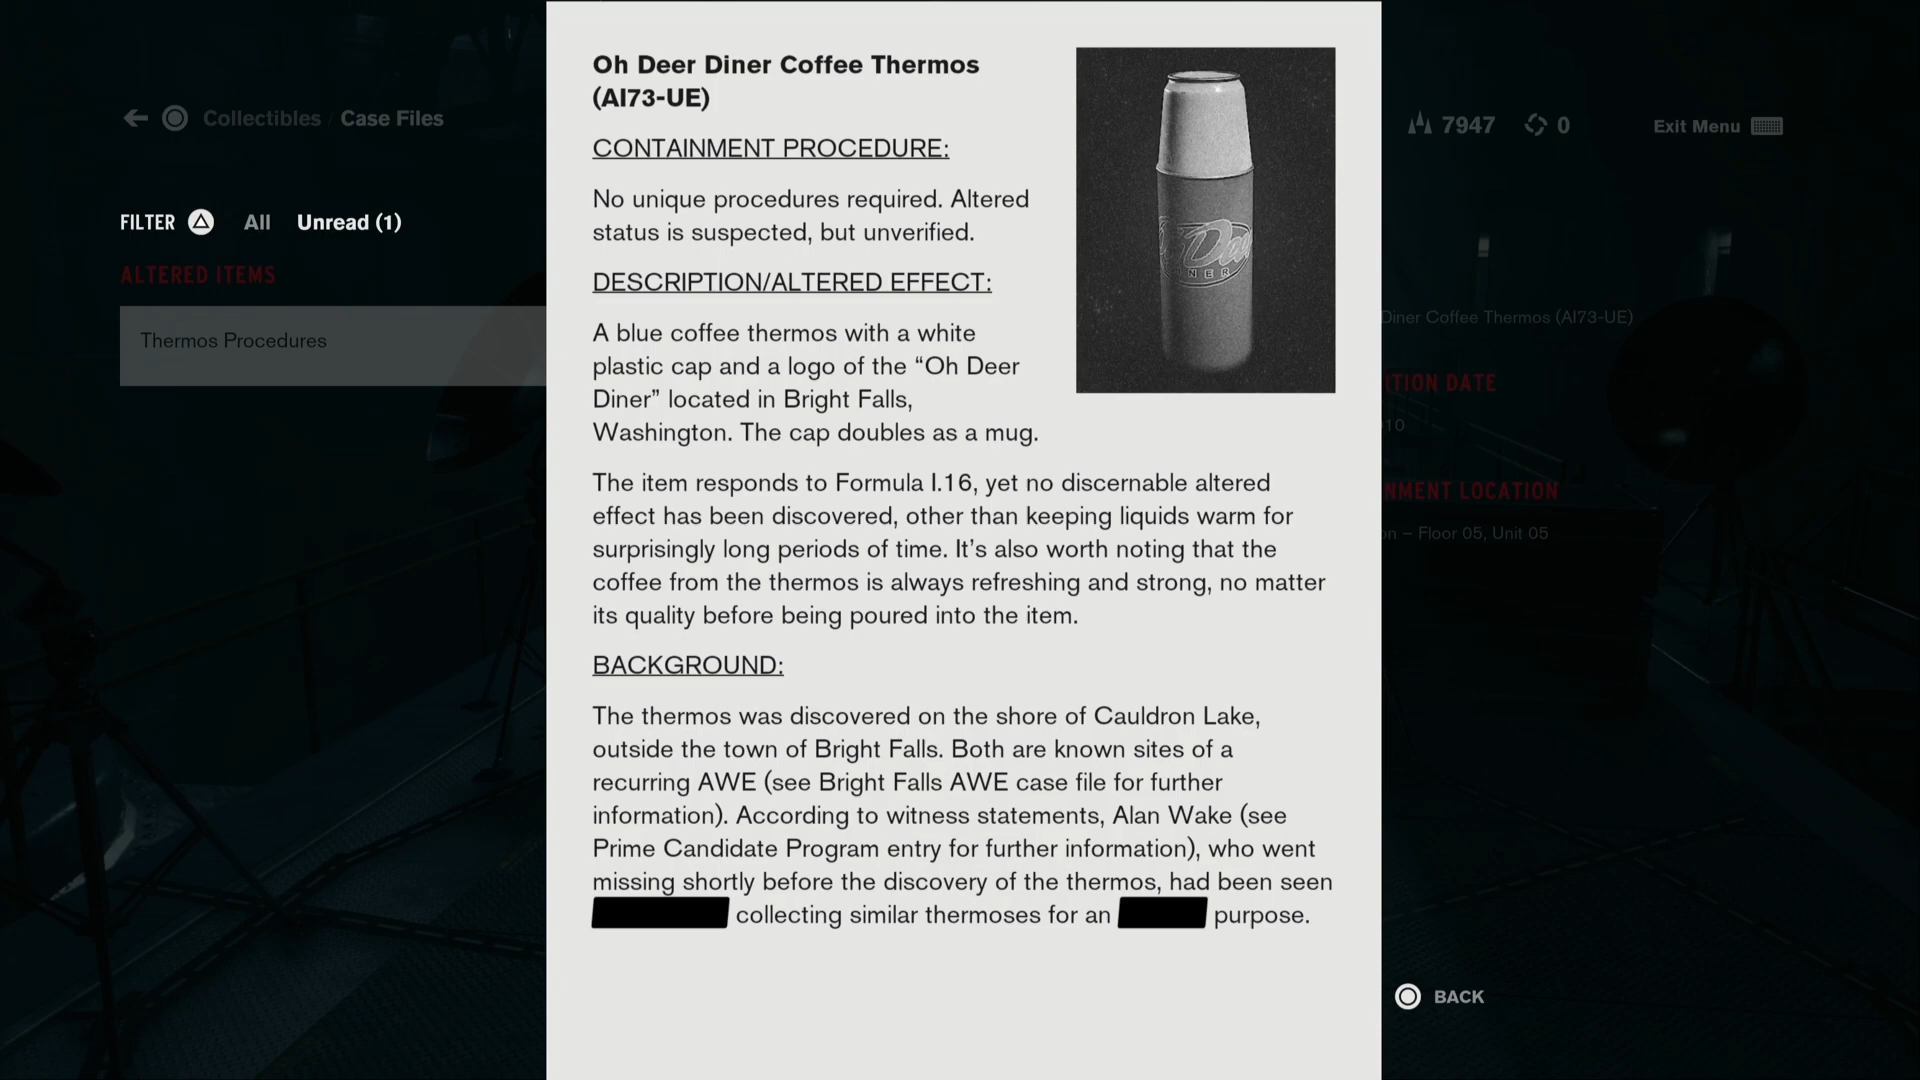 Collectibles / Case Files
7947
0
Exit Menu
FILTER All Unread (1)
ALTERED ITEMS
Thermos Procedures
Oh Deer Diner Coffee Thermos
(AI73-UE)
CONTAINMENT PROCEDURE:
No unique procedures required. Altered
status is suspected, but unverified.
DESCRIPTION/ALTERED EFFECT:
A blue coffee thermos with a white
plastic cap and a logo of the “Oh Deer
Diner” located in Bright Falls,
Washington. The cap doubles as a mug.
The item responds to Formula I.16, yet no discernable altered
effect has been discovered, other than keeping liquids warm for
surprisingly long periods of time. It’s also worth noting that the
coffee from the thermos is always refreshing and strong, no matter
its quality before being poured into the item.
BACKGROUND:
The thermos was discovered on the shore of Cauldron Lake,
outside the town of Bright Falls. Both are known sites of a
recurring AWE (see Bright Falls AWE case file for further
information). According to witness statements, Alan Wake (see
Prime Candidate Program entry for further information), who went
missing shortly before the discovery of the thermos, had been seen
collecting similar thermoses for an purpose.
Diner Coffee Thermos (AI73-UE)
DATE
10
LOCATION
– Floor 05, Unit 05
BACK